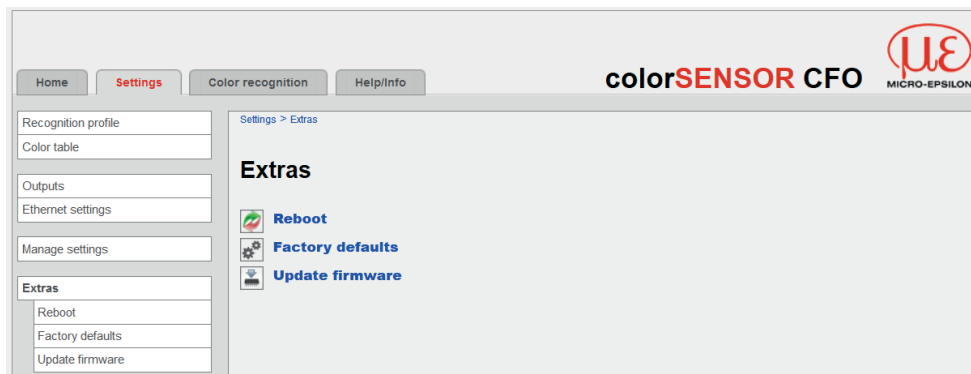 Home
Settings
Color recognition
Help/Info
colorSENSOR CFO
με
MICRO-EPSILON
Recognition profile
Color table
Outputs
Ethernet settings
Manage settings
Extras
Reboot
Factory defaults
Update firmware
Settings > Extras
Extras
Reboot
Factory defaults
Update firmware